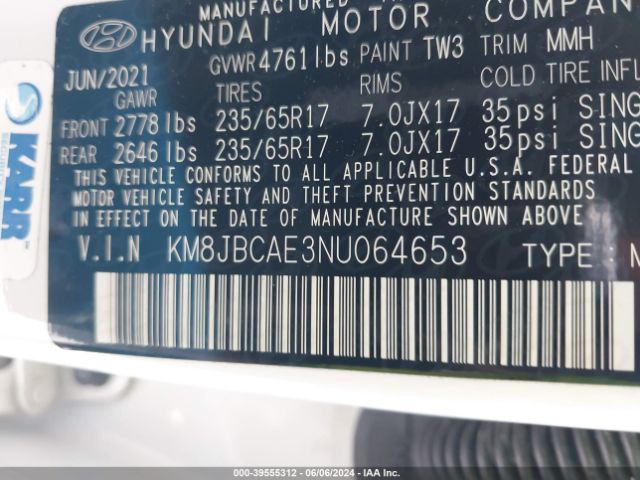 MANUFACTURED
HYUNDAI MOTOR COMPAN
JUN/2021 GVWR 4761 lbs PAINT TW3 TRIM MMH
GAWR TIRES RIMS COLD TIRE INFL
FRONT 2778 lbs 235/65R17 7.0JX17 35psi SING
REAR 2646 lbs 235/65R17 7.0JX17 35psi SING
THIS VEHICLE CONFORMS TO ALL APPLICABLE U.S.A. FEDERAL
MOTOR VEHICLE SAFETY AND THEFT PREVENTION STANDARDS
IN EFFECT ON THE DATE OF MANUFACTURE SHOWN ABOVE.
V.I.N KM8JBCAE3NU064653 TYPE: M
S KARR
SECURITY
000-39555312 - 06/06/2024 - IAA Inc.